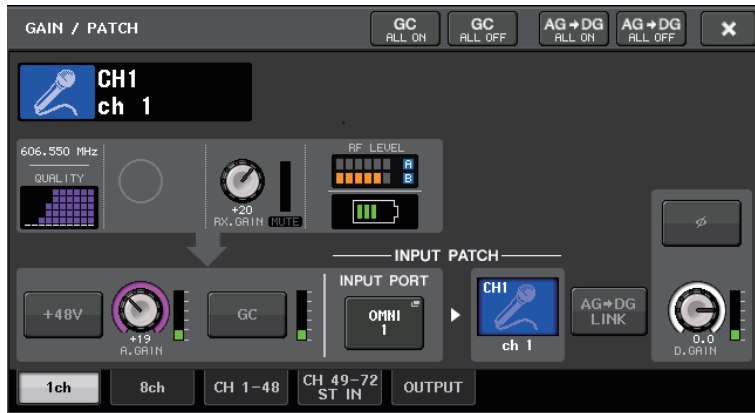 GAIN / PATCH
GC
ALL ON
GC
ALL OFF
AG→DG
ALL ON
AG→DG
ALL OFF
×
CH1
ch 1
606.550 MHz
QUALITY
+20
RX.GAIN MUTE
RF LEVEL
A
B
INPUT PATCH
+48V
+19
A.GAIN
GC
INPUT PORT
OMNI
1
CH1
ch 1
AG→DG
LINK
ø
0.0
D.GAIN
1ch
8ch
CH 1-48
CH 49-72
ST IN
OUTPUT